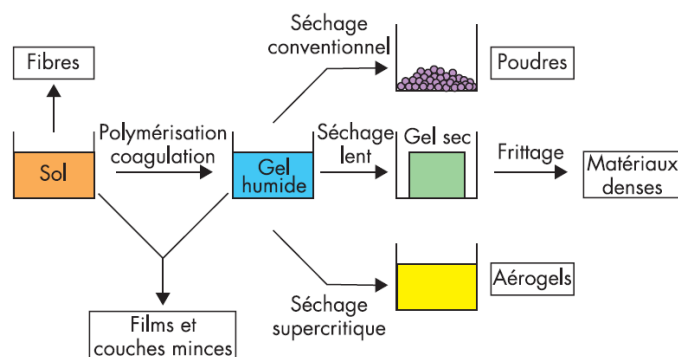 Séchage
conventionnel
Fibres
Poudres
Polymérisation
coagulation
Séchage
lent
Gel sec
Frittage
Sol
Gel
humide
Matériaux
denses
Aérogels
Séchage
supercritique
Films et
couches minces